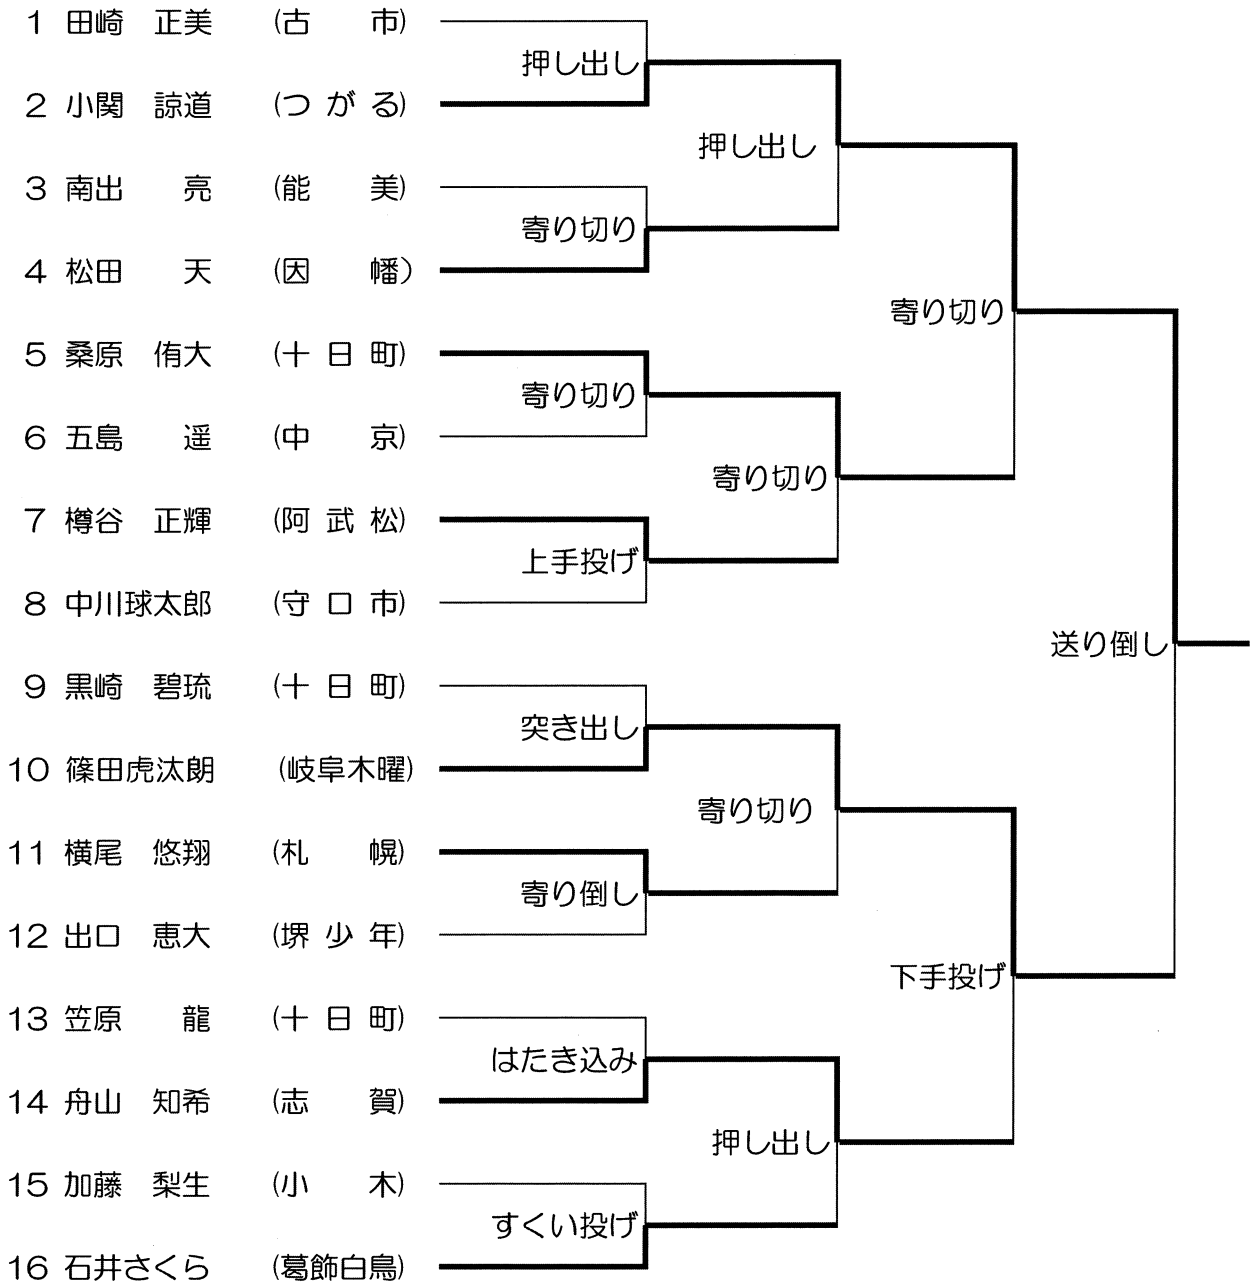 1 田崎 正美 (古 市)
押し出し
2 小関 諒道 (つ が る)
押し出し
3 南出 亮 (能 美)
寄り切り
4 松田 天 (因 幡)
寄り切り
5 桑原 侑大 (十 日 町)
寄り切り
6 五島 遥 (中 京)
寄り切り
7 樽谷 正輝 (阿 武 松)
上手投げ
8 中川球太郎 (守 口 市)
送り倒し
9 黒崎 碧琉 (十 日 町)
突き出し
10 篠田虎汰朗 (岐阜木曜)
寄り切り
11 横尾 悠翔 (札 幌)
寄り倒し
12 出口 恵大 (堺 少 年)
下手投げ
13 笠原 龍 (十 日 町)
はたき込み
14 舟山 知希 (志 賀)
押し出し
15 加藤 梨生 (小 木)
すくい投げ
16 石井さくら (葛飾白鳥)